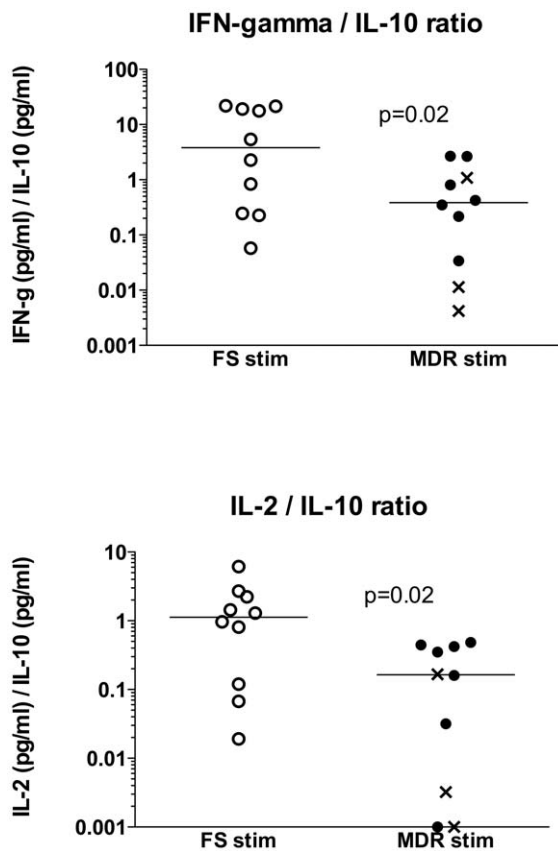 IFN-gamma / IL-10 ratio
IFN-g (pg/ml) / IL-10 (pg/ml)
100
10
1
0.1
0.01
0.001
p=0.02
FS stim
MDR stim
IL-2 / IL-10 ratio
IL-2 (pg/ml) / IL-10 (pg/ml)
10
1
0.1
0.01
0.001
p=0.02
FS stim
MDR stim